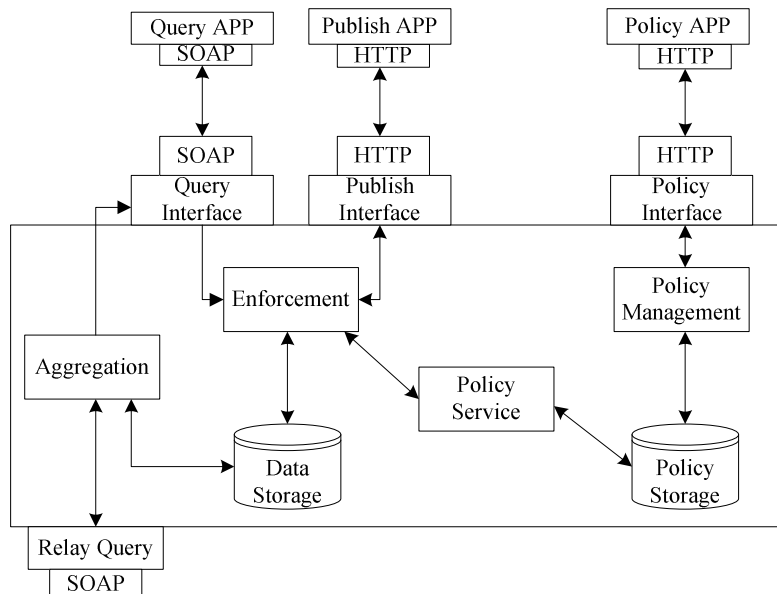 Query APP
SOAP
Publish APP
HTTP
Policy APP
HTTP
SOAP
Query
Interface
HTTP
Publish
Interface
HTTP
Policy
Interface
Enforcement
Policy
Management
Aggregation
Policy
Service
Data
Storage
Policy
Storage
Relay Query
SOAP